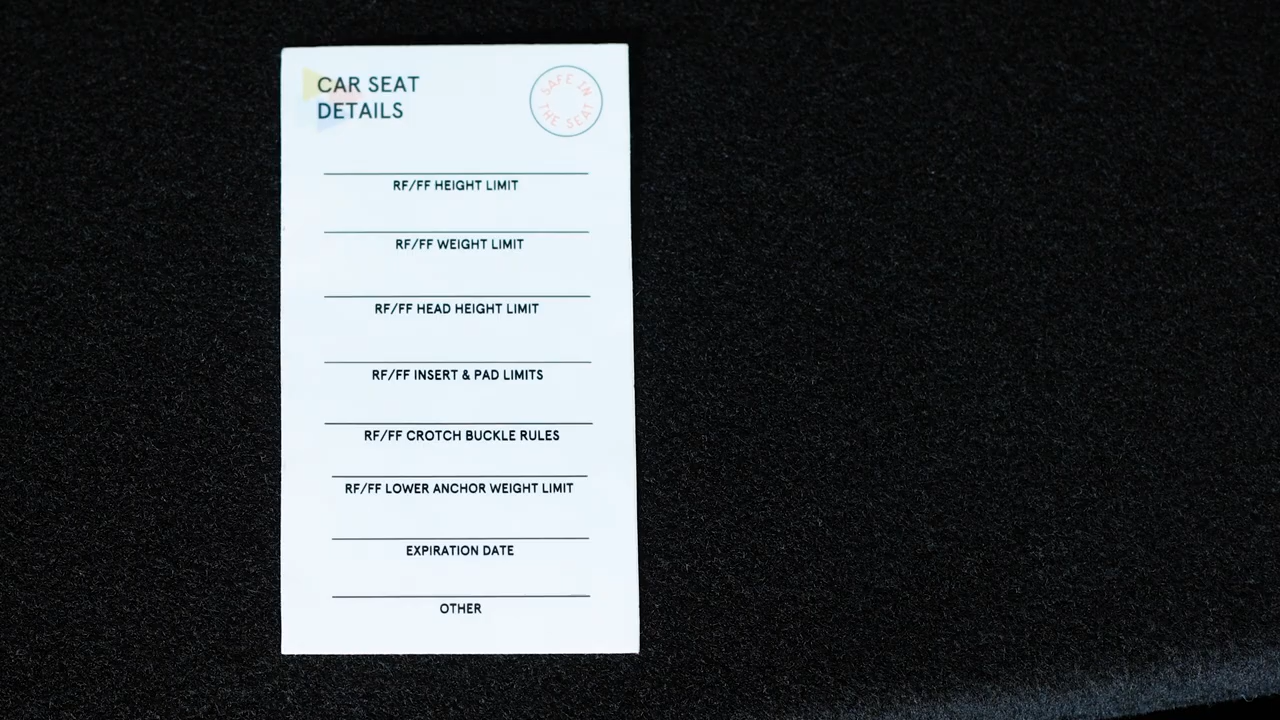 CAR SEAT
DETAILS
SAFE IN
THE SEAT
RF/FF HEIGHT LIMIT
RF/FF WEIGHT LIMIT
RF/FF HEAD HEIGHT LIMIT
RF/FF INSERT & PAD LIMITS
RF/FF CROTCH BUCKLE RULES
RF/FF LOWER ANCHOR WEIGHT LIMIT
EXPIRATION DATE
OTHER